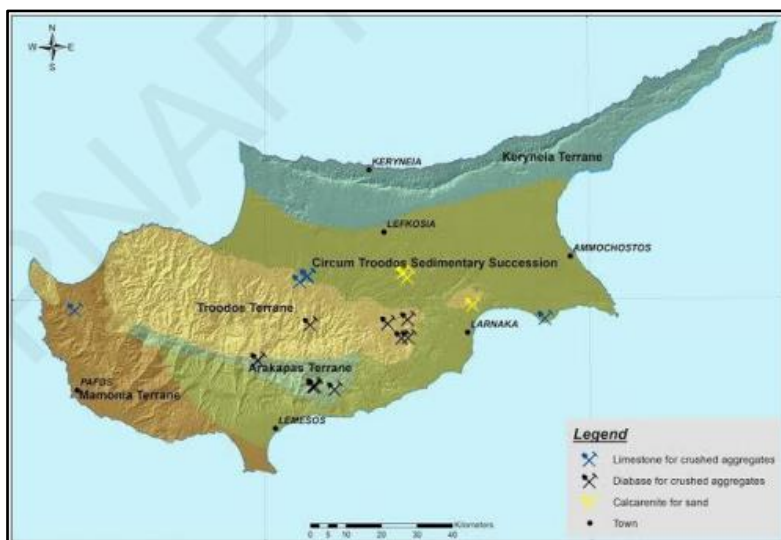 N
W E
S
KERYNEIA
Keryneia Terrane
LEFKOSIA
AMMOCHOSTOS
Circum Troodos Sedimentary Succession
Troodos Terrane
LARNAKA
Arakapas Terrane
PAFOS
Mamonia Terrane
LEMESOS
Legend
Limestone for crushed aggregates
Diabase for crushed aggregates
Calcarenite for sand
Town
Kilometers
0 5 10 20 30 40